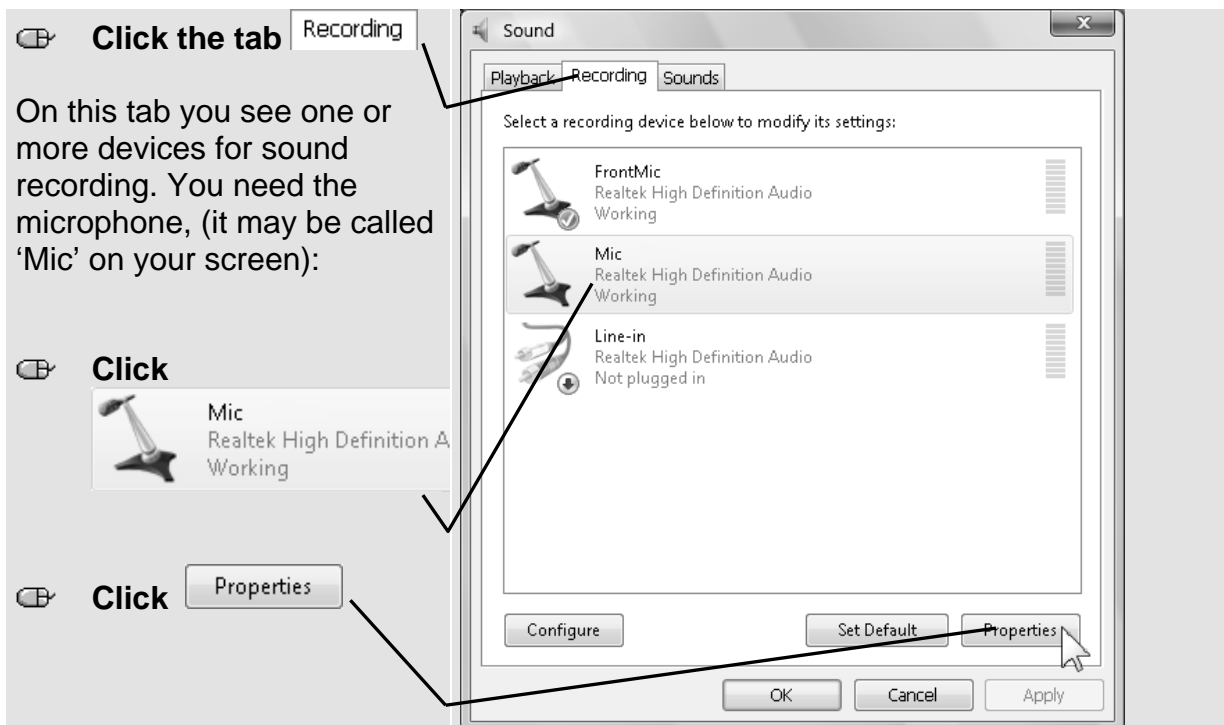 Click the tab Recording
On this tab you see one or
more devices for sound
recording. You need the
microphone, (it may be called
‘Mic’ on your screen):
Click
Mic
Realtek High Definition A
Working
Click Properties
Sound
Playback Recording Sounds
Select a recording device below to modify its settings:
FrontMic
Realtek High Definition Audio
Working
Mic
Realtek High Definition Audio
Working
Line-in
Realtek High Definition Audio
Not plugged in
Configure Set Default Properties
OK Cancel Apply